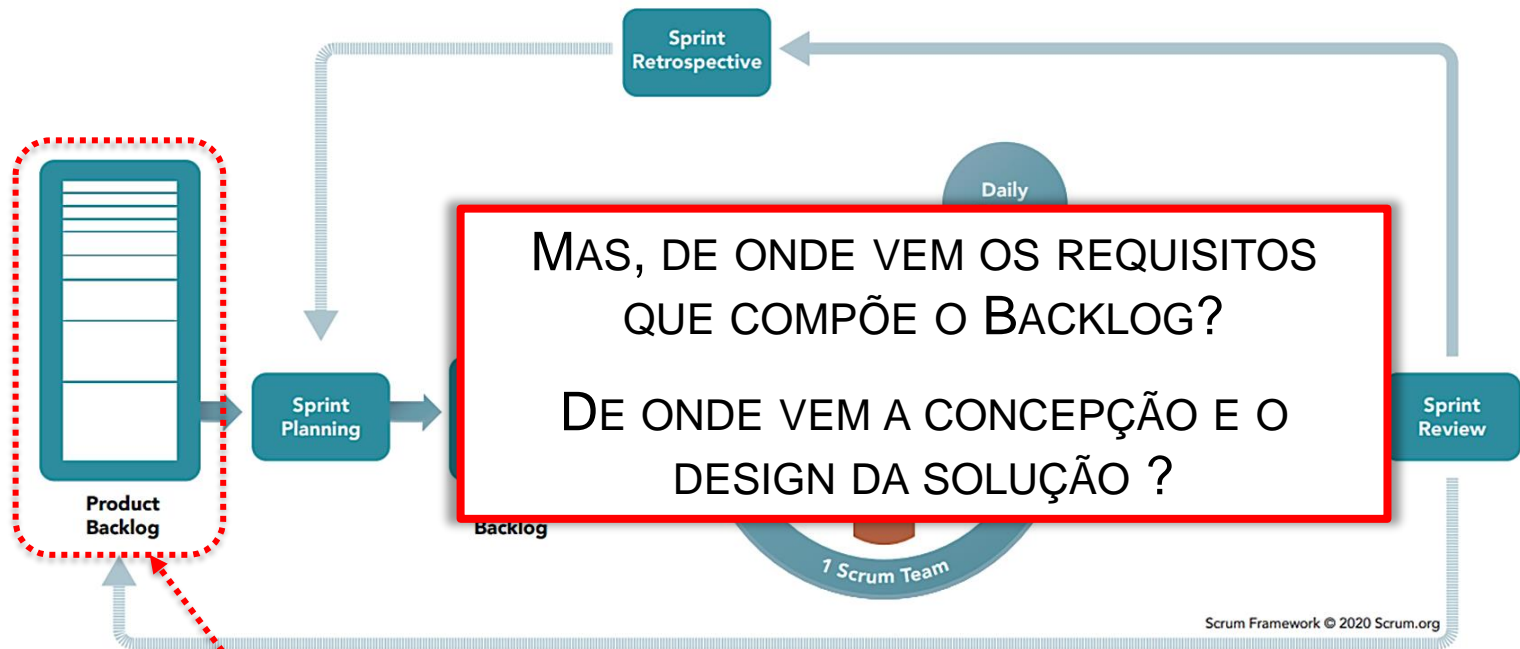 Sprint
Retrospective
Daily
MAS, DE ONDE VEM OS REQUISITOS
QUE COMPÕE O BACKLOG?
DE ONDE VEM A CONCEPÇÃO E O
DESIGN DA SOLUÇÃO ?
Sprint
Planning
Sprint
Review
Product
Backlog
Backlog
1 Scrum Team
Scrum Framework © 2020 Scrum.org